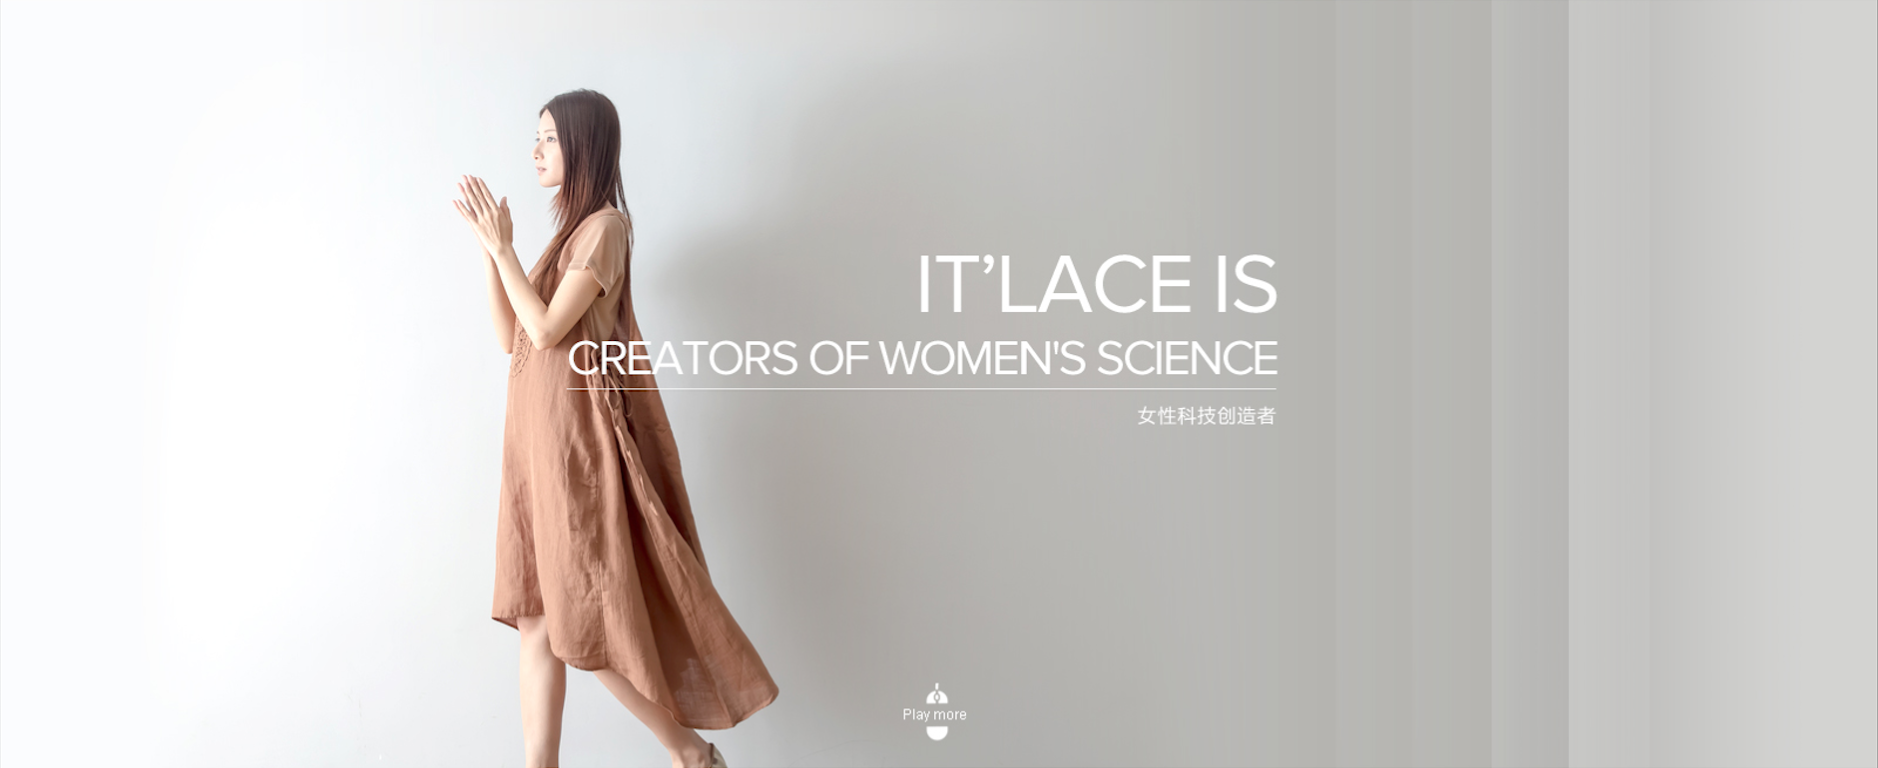 IT’LACE IS
CREATORS OF WOMEN'S SCIENCE
女性科技创造者
Play more